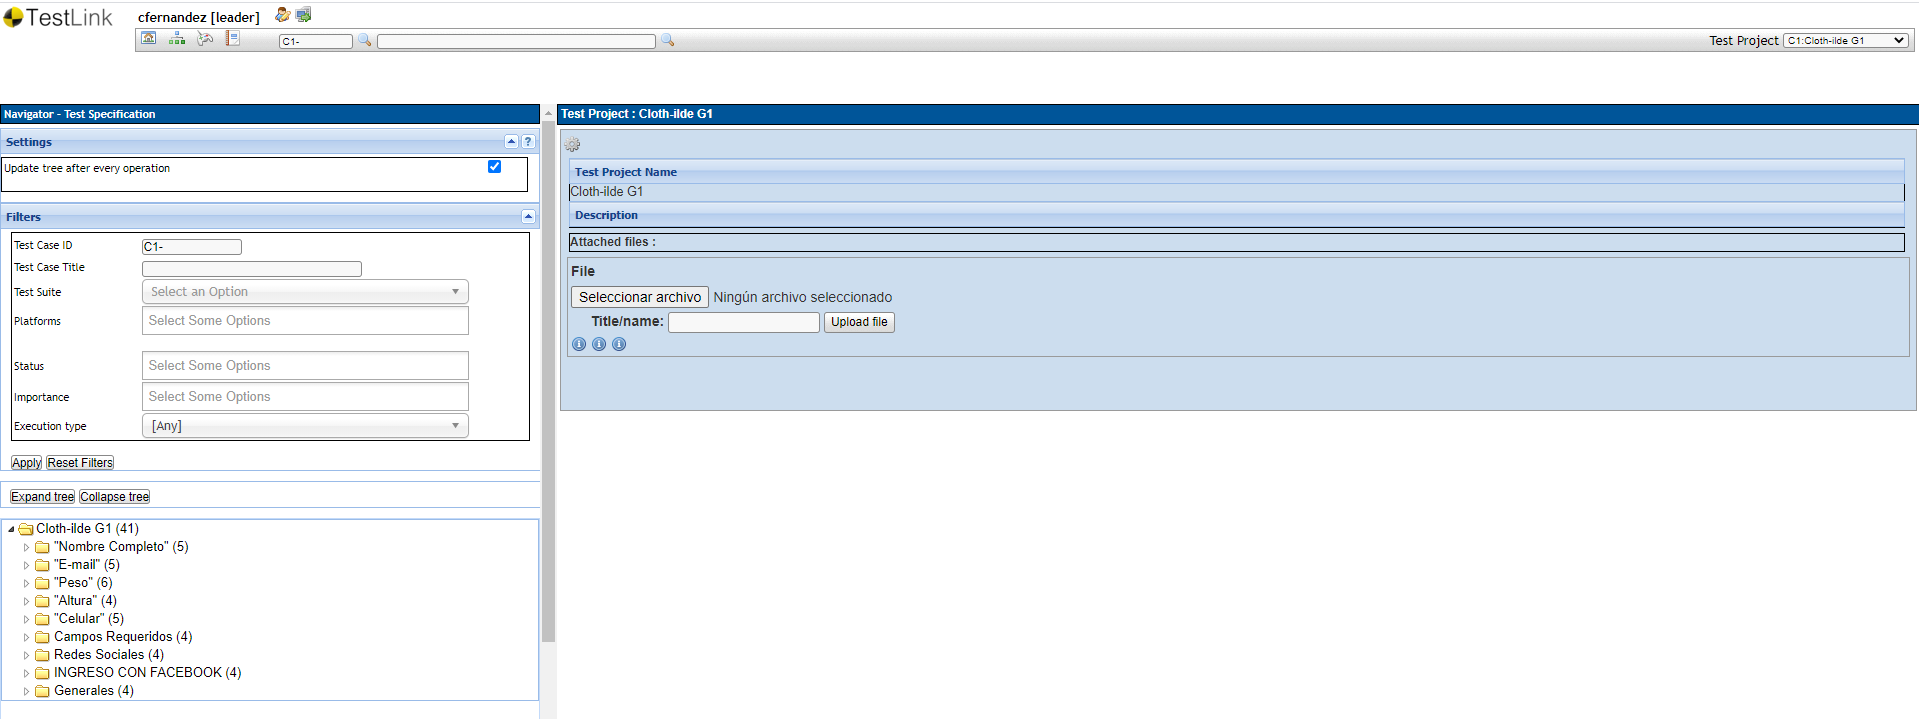 TestLink
cfernandez [leader]
C1-
Test Project C1:Cloth-ilde G1
Navigator - Test Specification
Settings
?
Update tree after every operation
Filters
Test Case ID C1-
Test Case Title
Test Suite Select an Option
Platforms Select Some Options
Status Select Some Options
Importance Select Some Options
Execution type [Any]
Apply Reset Filters
Expand tree Collapse tree
Cloth-ilde G1 (41)
"Nombre Completo" (5)
"E-mail" (5)
"Peso" (6)
"Altura" (4)
"Celular" (5)
Campos Requeridos (4)
Redes Sociales (4)
INGRESO CON FACEBOOK (4)
Generales (4)
Test Project : Cloth-ilde G1
Test Project Name
Cloth-ilde G1
Description
Attached files :
File
Seleccionar archivo Ningún archivo seleccionado
Title/name: Upload file